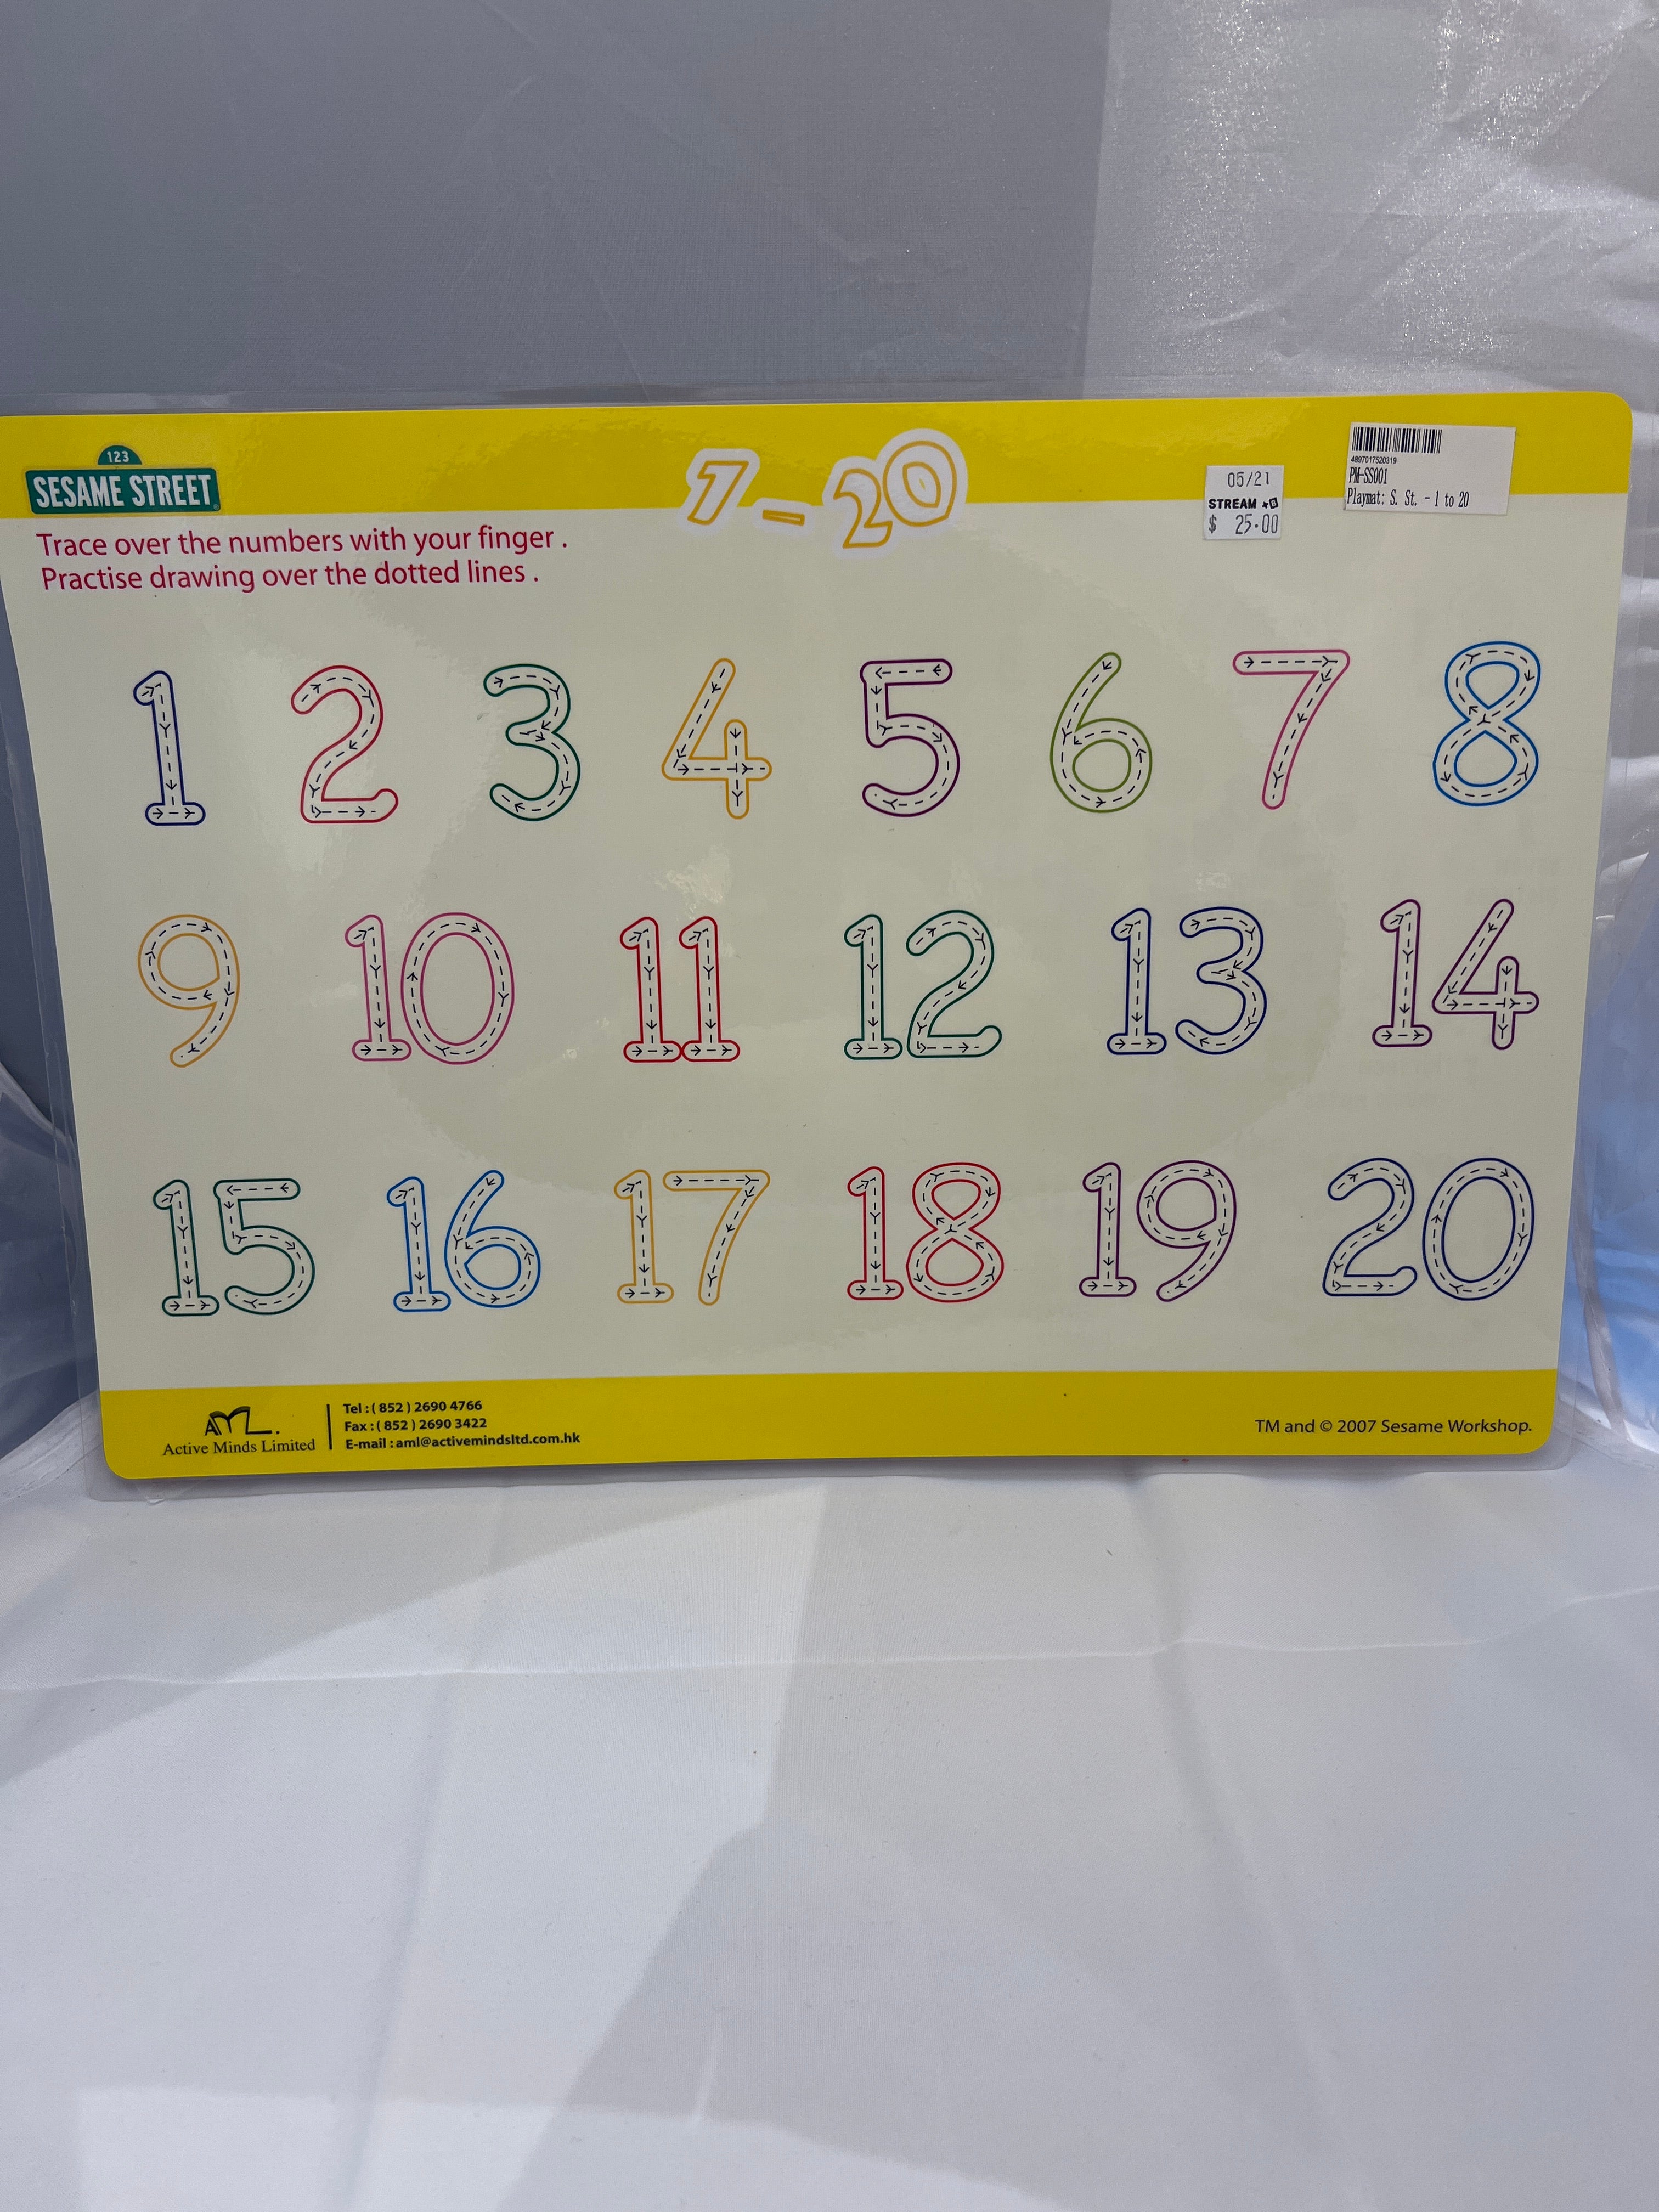 123
SESAME STREET
1 - 20
05/21
STREAM
$ 25.00
4897017520319
PM-SS001
Playmat: S. St. - 1 to 20
Trace over the numbers with your finger .
Practise drawing over the dotted lines .
1 2 3 4 5 6 7 8
9 10 11 12 13 14
15 16 17 18 19 20
AML.
Active Minds Limited
Tel : ( 852 ) 2690 4766
Fax : ( 852 ) 2690 3422
E-mail : aml@activemindsltd.com.hk
TM and © 2007 Sesame Workshop.